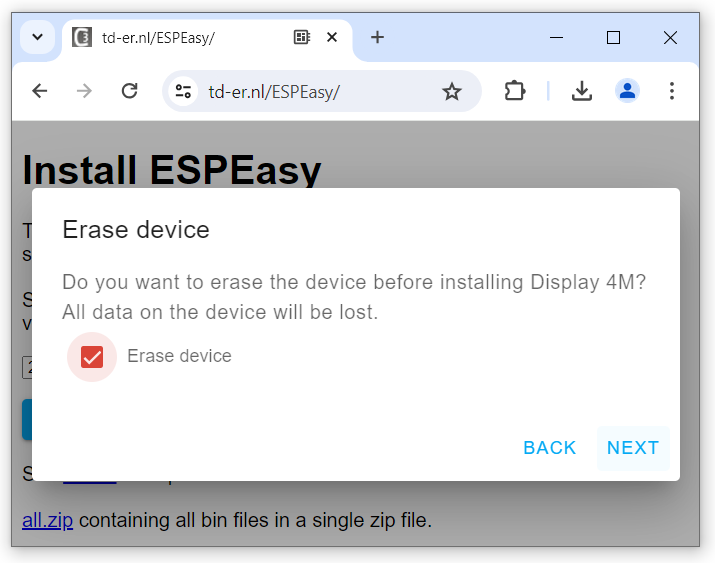 td-er.nl/ESPEasy/
td-er.nl/ESPEasy/
Install ESPEasy
Erase device
Do you want to erase the device before installing Display 4M?
All data on the device will be lost.
Erase device
BACK NEXT
all.zip containing all bin files in a single zip file.